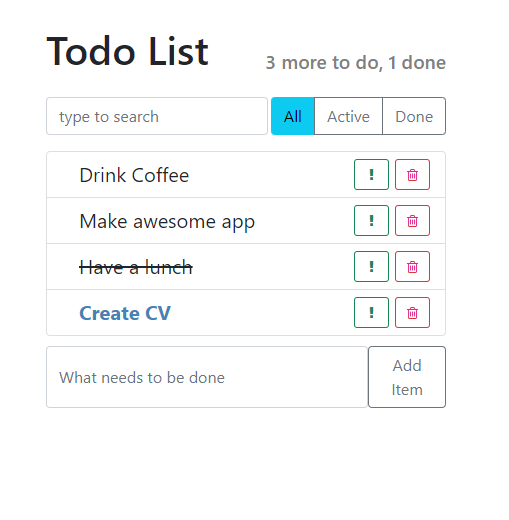 Todo List
3 more to do, 1 done
type to search
All Active Done
Drink Coffee !
Make awesome app !
Have a lunch !
Create CV !
What needs to be done
Add
Item